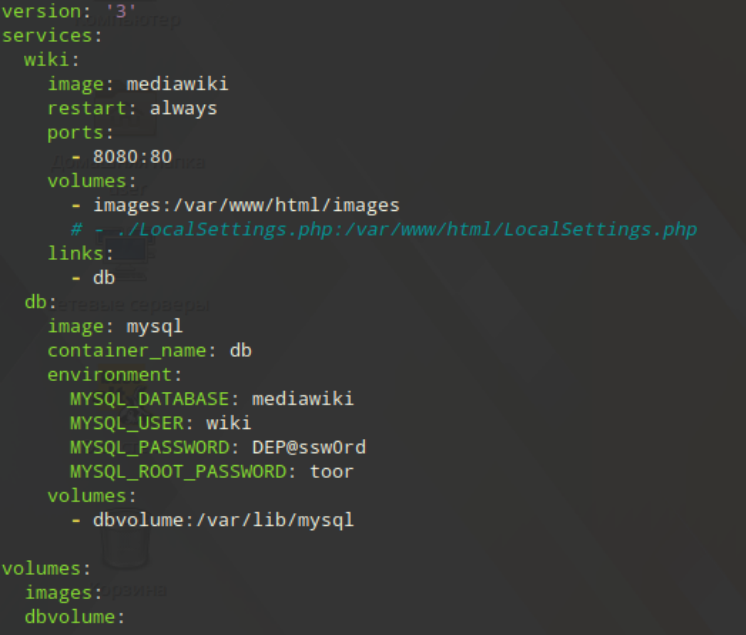 version: '3'
services:
  wiki:
    image: mediawiki
    restart: always
    ports:
      - 8080:80
    volumes:
      - images:/var/www/html/images
      # - ./LocalSettings.php:/var/www/html/LocalSettings.php
    links:
      - db
  db:
    image: mysql
    container_name: db
    environment:
      MYSQL_DATABASE: mediawiki
      MYSQL_USER: wiki
      MYSQL_PASSWORD: DEP@ssw0rd
      MYSQL_ROOT_PASSWORD: toor
    volumes:
      - dbvolume:/var/lib/mysql

volumes:
  images:
  dbvolume: